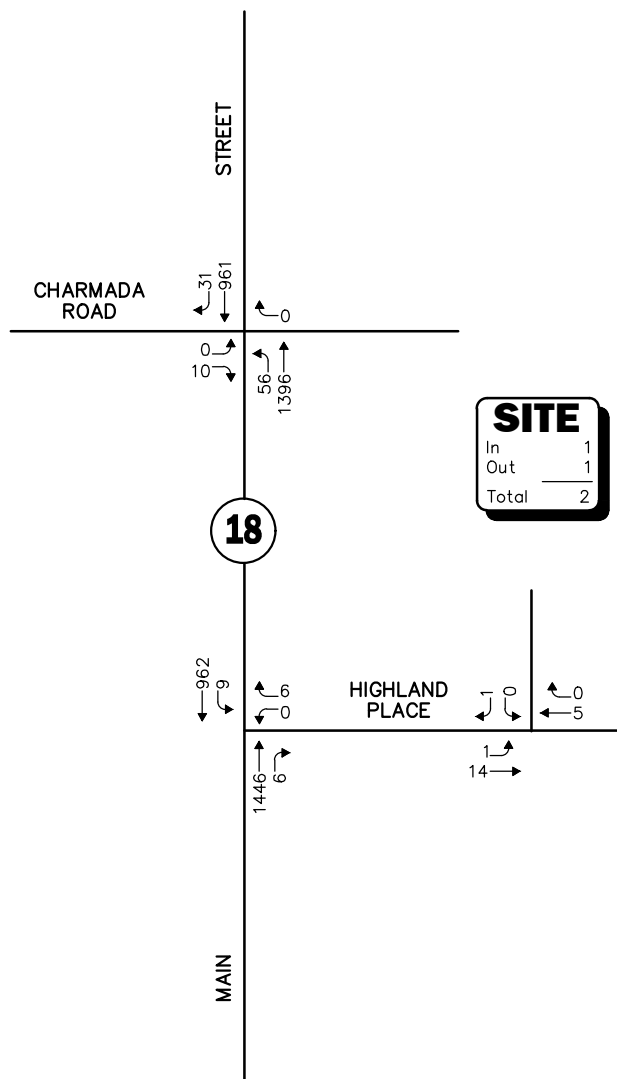 STREET
31
961
CHARMADA
ROAD
0
0
10
56
1396
SITE
In 1
Out 1
Total 2
18
962
9
6
0
HIGHLAND
PLACE
1
0
0
5
1
14
1446
6
MAIN